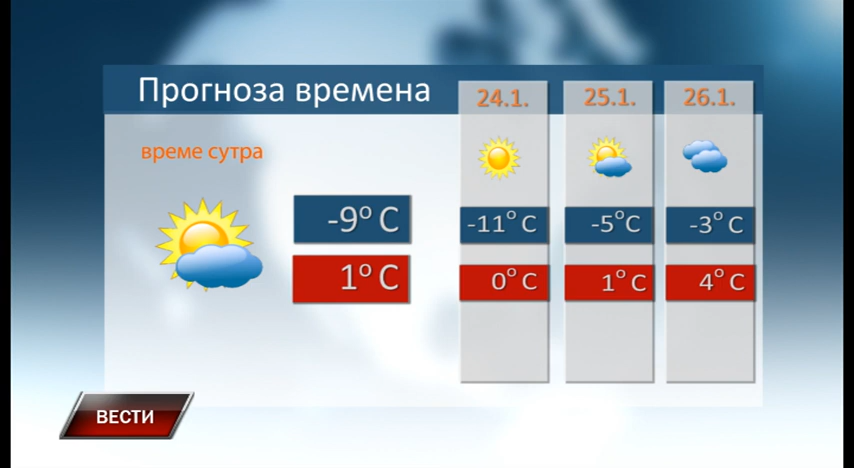 Прогноза времена
24.1. 25.1. 26.1.
време сутра
-9° C
1° C
-11° C -5°C -3° C
0° C 1° C 4° C
ВЕСТИ